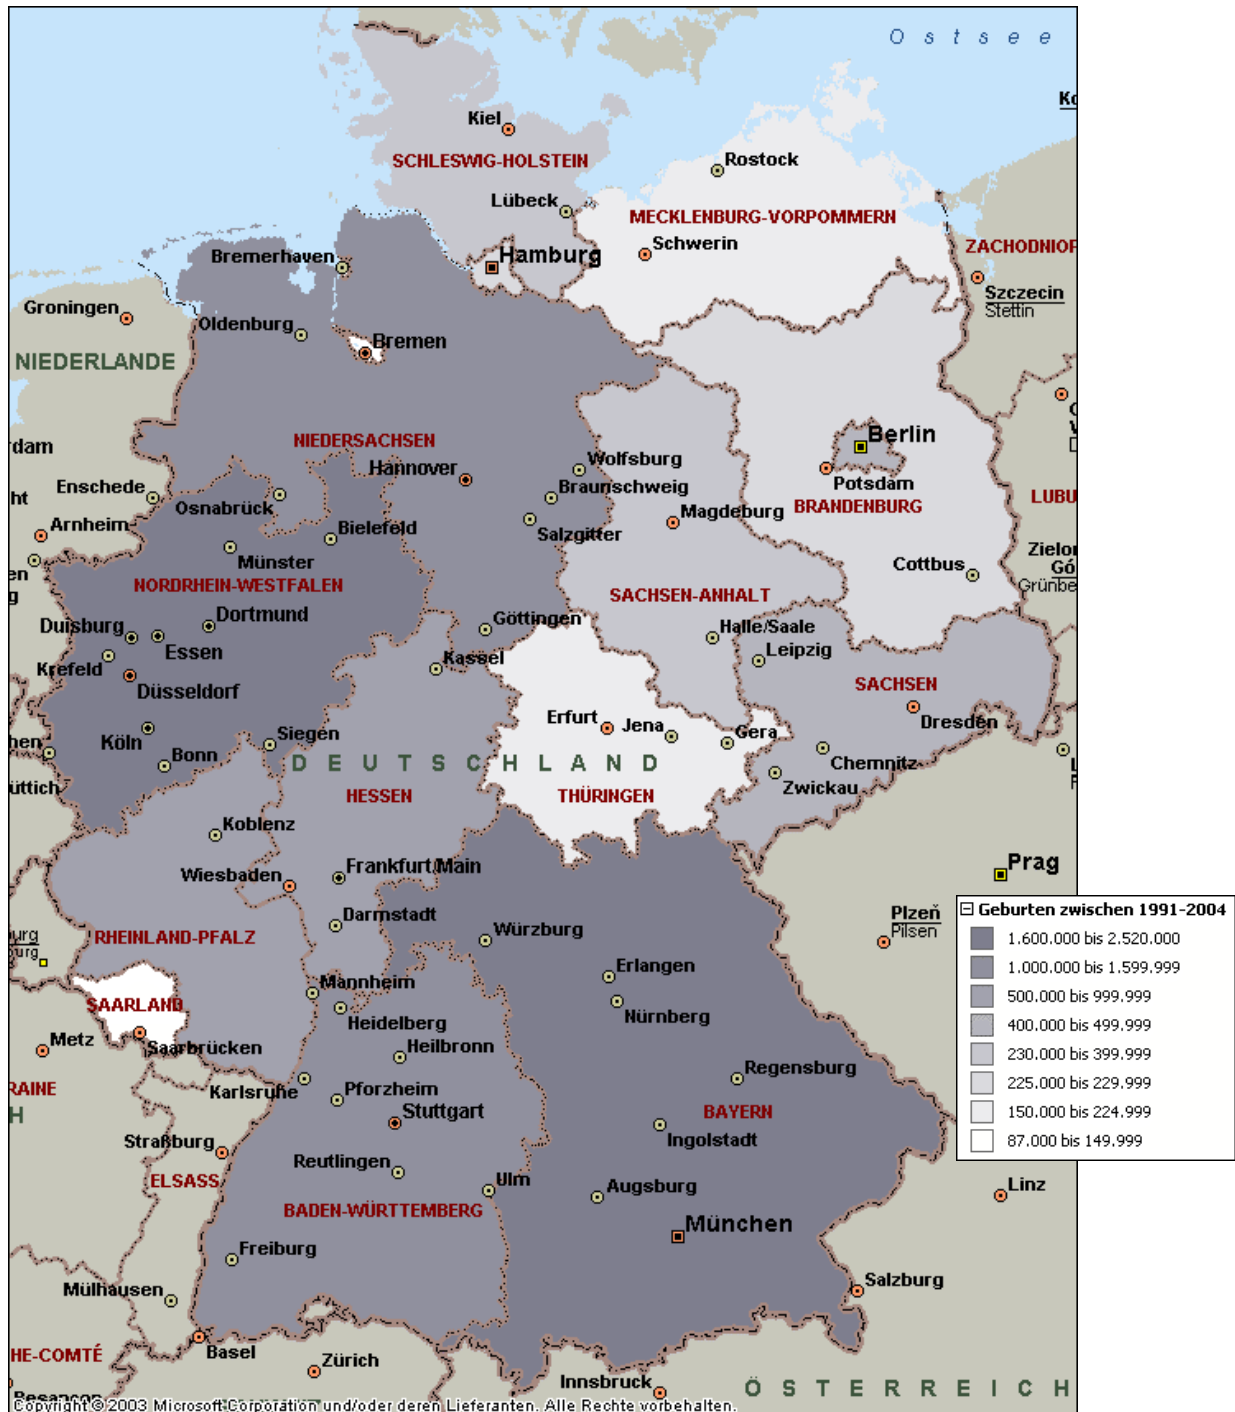 Ostsee
Kiel
SCHLESWIG-HOLSTEIN
Rostock
Lübeck
MECKLENBURG-VORPOMMERN
Schwerin
Hamburg
Bremerhaven
Szczecin
Stettin
Groningen
Oldenburg
Bremen
NIEDERLANDE
Berlin
NIEDERSACHSEN
Hannover
Wolfsburg
Potsdam
Enschede
Braunschweig
Osnabrück
BRANDENBURG
Arnheim
Bielefeld
Salzgitter
Magdeburg
Münster
Cottbus
NORDRHEIN-WESTFALEN
SACHSEN-ANHALT
Duisburg
Dortmund
Göttingen
Halle/Saale
Essen
Leipzig
Krefeld
Kassel
Düsseldorf
SACHSEN
Erfurt
Jena
Gera
Dresden
Köln
Siegen
Bonn
DEUTSCHLAND
Chemnitz
Zwickau
HESSEN
THÜRINGEN
Koblenz
Frankfurt/Main
Wiesbaden
Prag
Darmstadt
Plzeň
Pilsen
RHEINLAND-PFALZ
Würzburg
Erlangen
Mannheim
SAARLAND
Heidelberg
Nürnberg
Metz
Saarbrücken
Heilbronn
Karlsruhe
Pforzheim
Regensburg
Stuttgart
BAYERN
Straßburg
Ingolstadt
Reutlingen
ELSASS
Ulm
Augsburg
Linz
BADEN-WÜRTTEMBERG
München
Freiburg
Mülhausen
Salzburg
HE-COMTÉ
Basel
Zürich
Innsbruck
ÖSTERREICH
Geburten zwischen 1991-2004
1.600.000 bis 2.520.000
1.000.000 bis 1.599.999
500.000 bis 999.999
400.000 bis 499.999
230.000 bis 399.999
225.000 bis 229.999
150.000 bis 224.999
87.000 bis 149.999
Copyright © 2003 Microsoft Corporation und/oder deren Lieferanten. Alle Rechte vorbehalten.